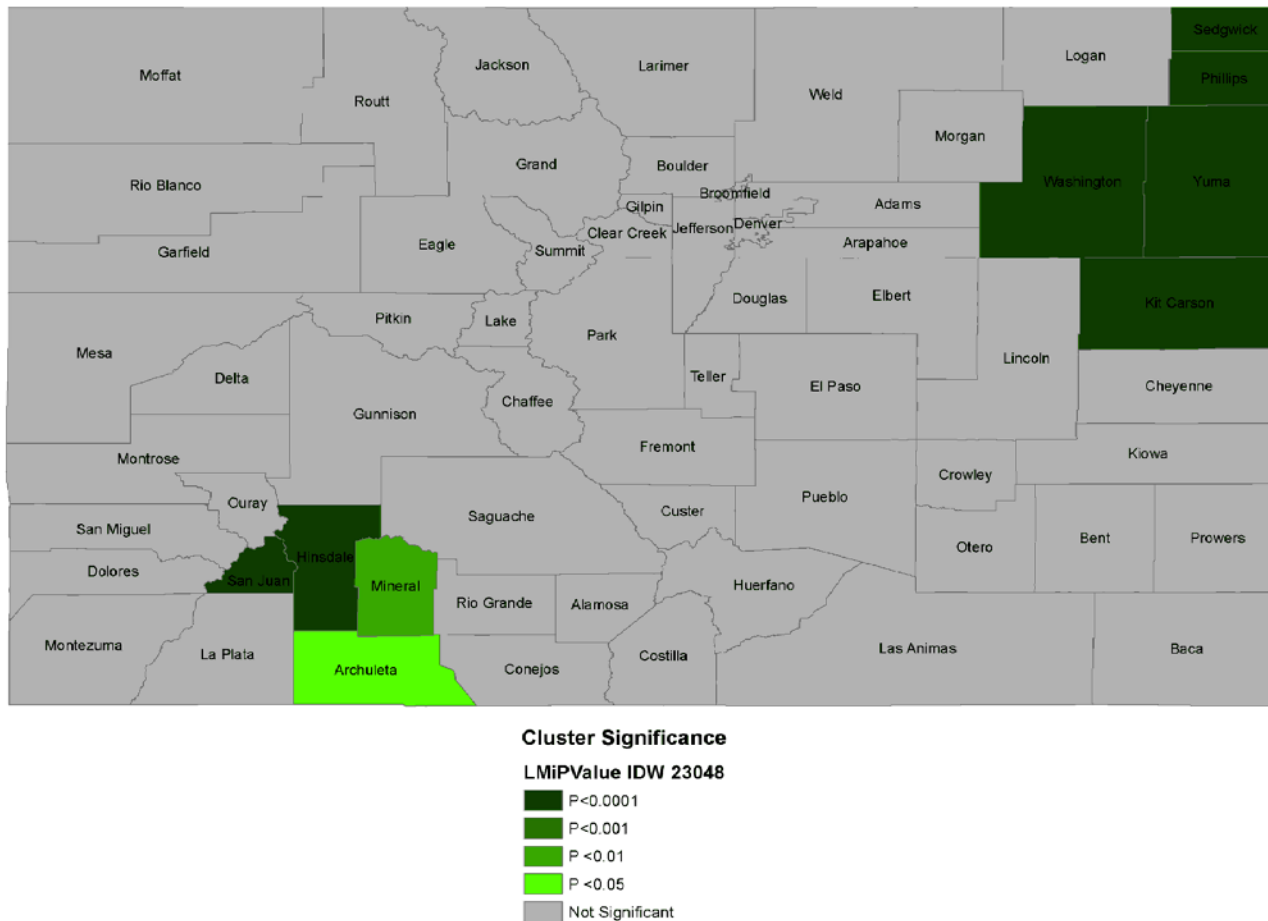 Sedgwick
Logan
Jackson
Larimer
Moffat
Phillips
Weld
Routt
Morgan
Grand
Boulder
Rio Blanco
Washington
Yuma
Broomfield
Gilpin
Adams
Clear Creek
Jefferson
Denver
Eagle
Arapahoe
Garfield
Summit
Elbert
Douglas
Kit Carson
Pitkin
Lake
Park
Mesa
Lincoln
Teller
Delta
El Paso
Cheyenne
Chaffee
Gunnison
Fremont
Kiowa
Montrose
Crowley
Pueblo
Ouray
Custer
Saguache
San Miguel
Bent
Prowers
Otero
Hinsdale
Dolores
San Juan
Mineral
Huerfano
Rio Grande
Alamosa
Montezuma
La Plata
Las Animas
Baca
Costilla
Archuleta
Conejos
Cluster Significance
LMiPValue IDW 23048
P<0.0001
P<0.001
P <0.01
P <0.05
Not Significant